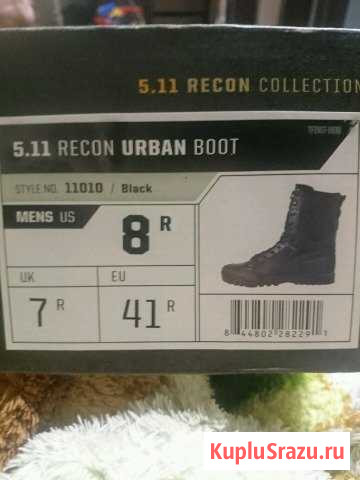 5.11 RECON COLLECTION
5.11 RECON URBAN BOOT
STYLE NO. 11010 / Black
MENS US
8 R
UK
7 R
EU
41 R
8 44802 28229 1
KupluSrazu.ru